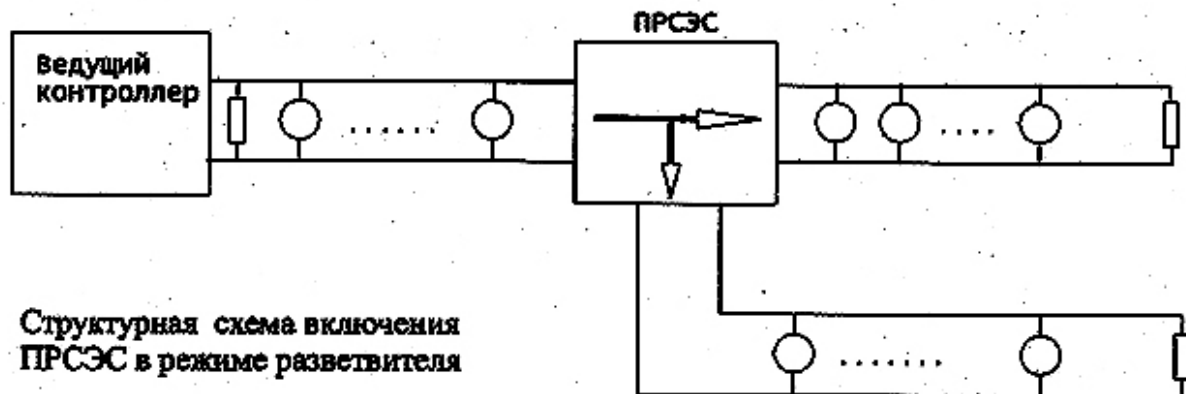 ПРСЭС
Ведущий
контроллер
Структурная схема включения
ПРСЭС в режиме разветвителя